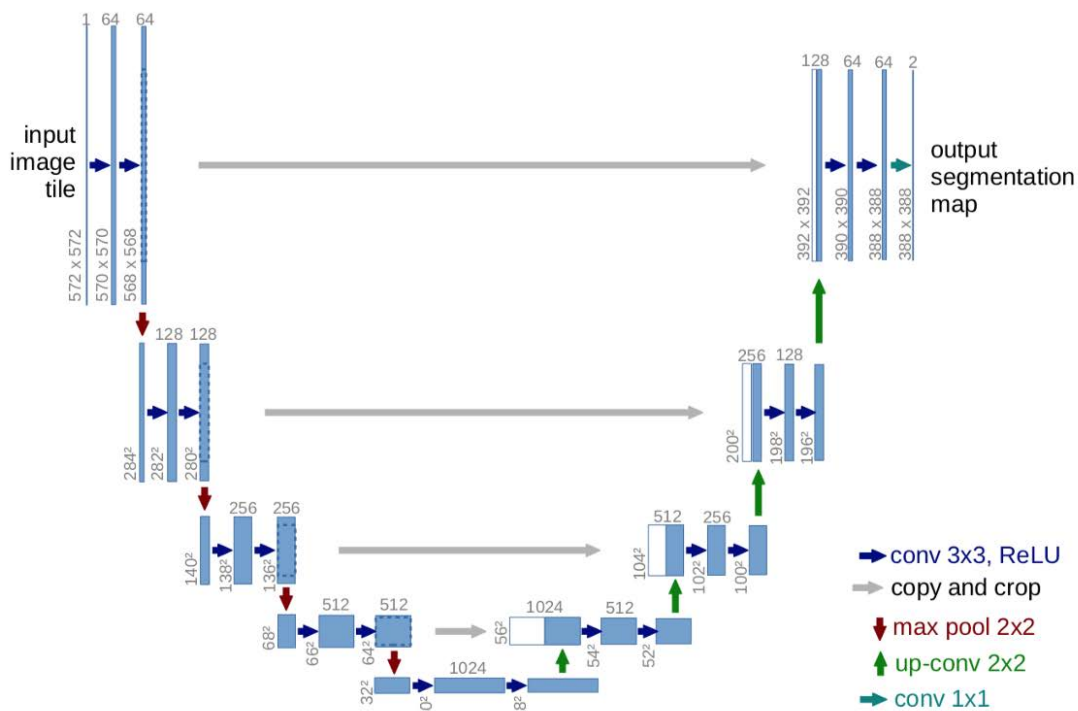 1
64
64
input
image
tile
572 x 572
570 x 570
568 x 568
128
64
64
2
392 x 392
390 x 390
388 x 388
388 x 388
output
segmentation
map
128
128
284²
282²
280²
256
128
200²
198²
196²
256
256
140²
138²
136²
512
256
104²
102²
100²
512
512
68²
66²
64²
1024
512
56²
54²
52²
1024
32²
0²
8²
conv 3x3, ReLU
copy and crop
max pool 2x2
up-conv 2x2
conv 1x1